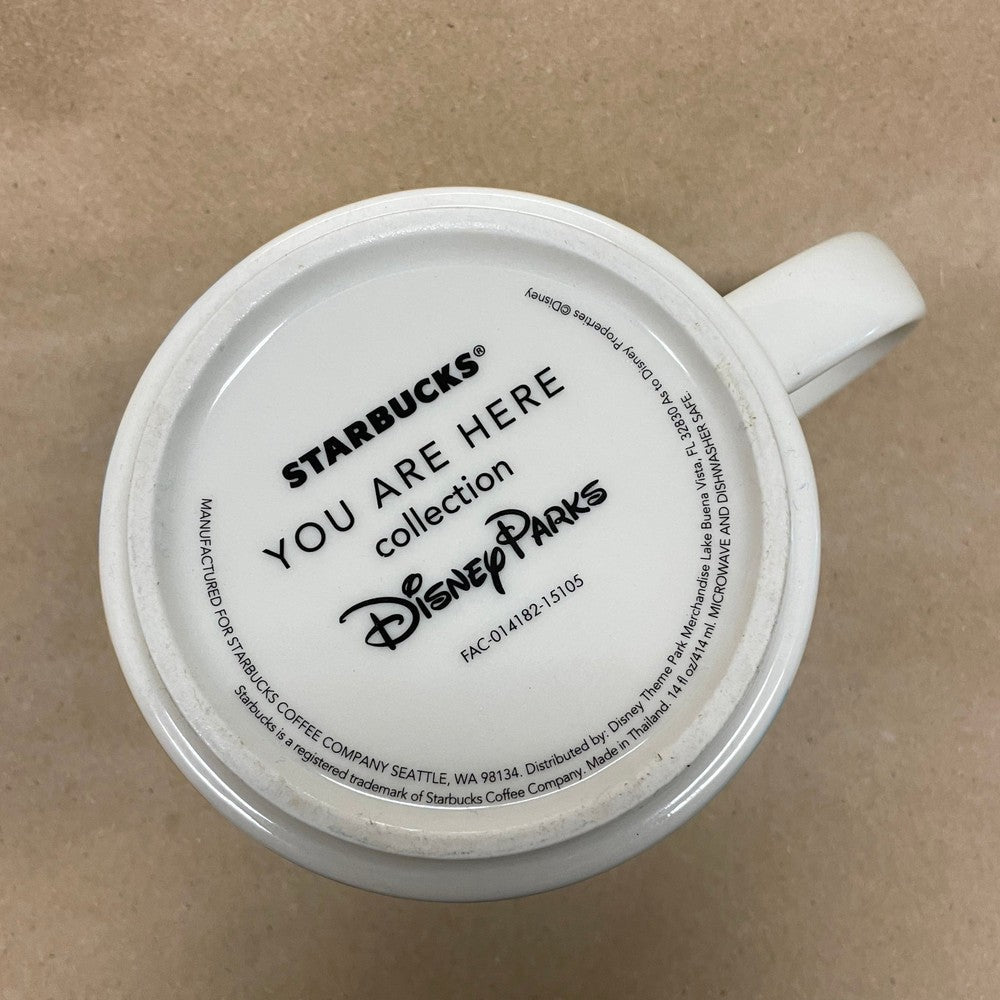 STARBUCKS®
YOU ARE HERE
collection
Disney Parks
FAC-014182-15105
MANUFACTURED FOR STARBUCKS COFFEE COMPANY SEATTLE, WA 98134. Distributed by: Disney Theme Park Merchandise Lake Buena Vista, FL 32830 As to Disney Properties ©Disney
Starbucks is a registered trademark of Starbucks Coffee Company. Made in Thailand. 14 fl oz/414 ml. MICROWAVE AND DISHWASHER SAFE.